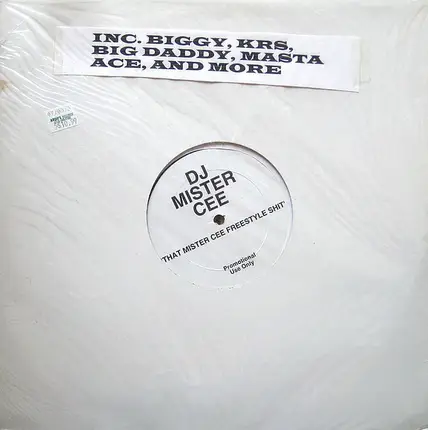 INC. BIGGY, KRS,
BIG DADDY, MASTA
ACE, AND MORE
DJ
MISTER
CEE
'THAT MISTER CEE FREESTYLE SHIT'
Promotional
Use Only